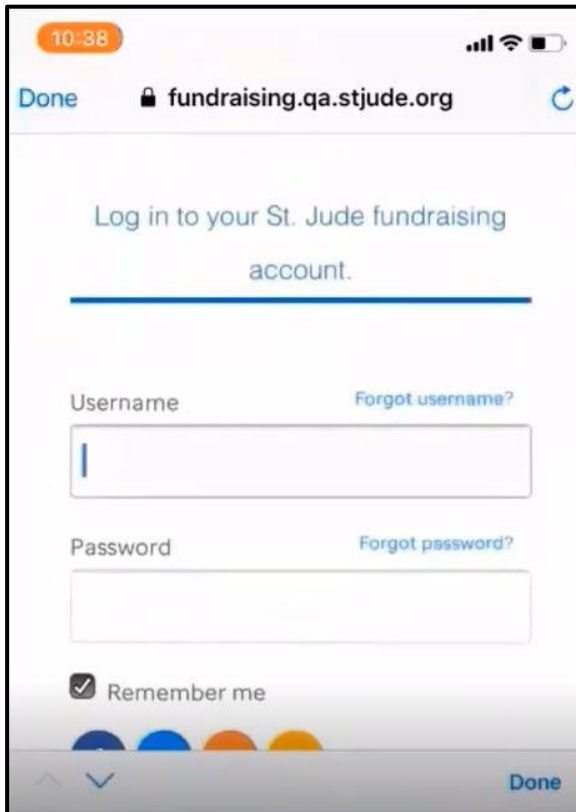 10:38
Done fundraising.qa.stjude.org
Log in to your St. Jude fundraising
account.
Username Forgot username?
Password Forgot password?
Remember me
Done